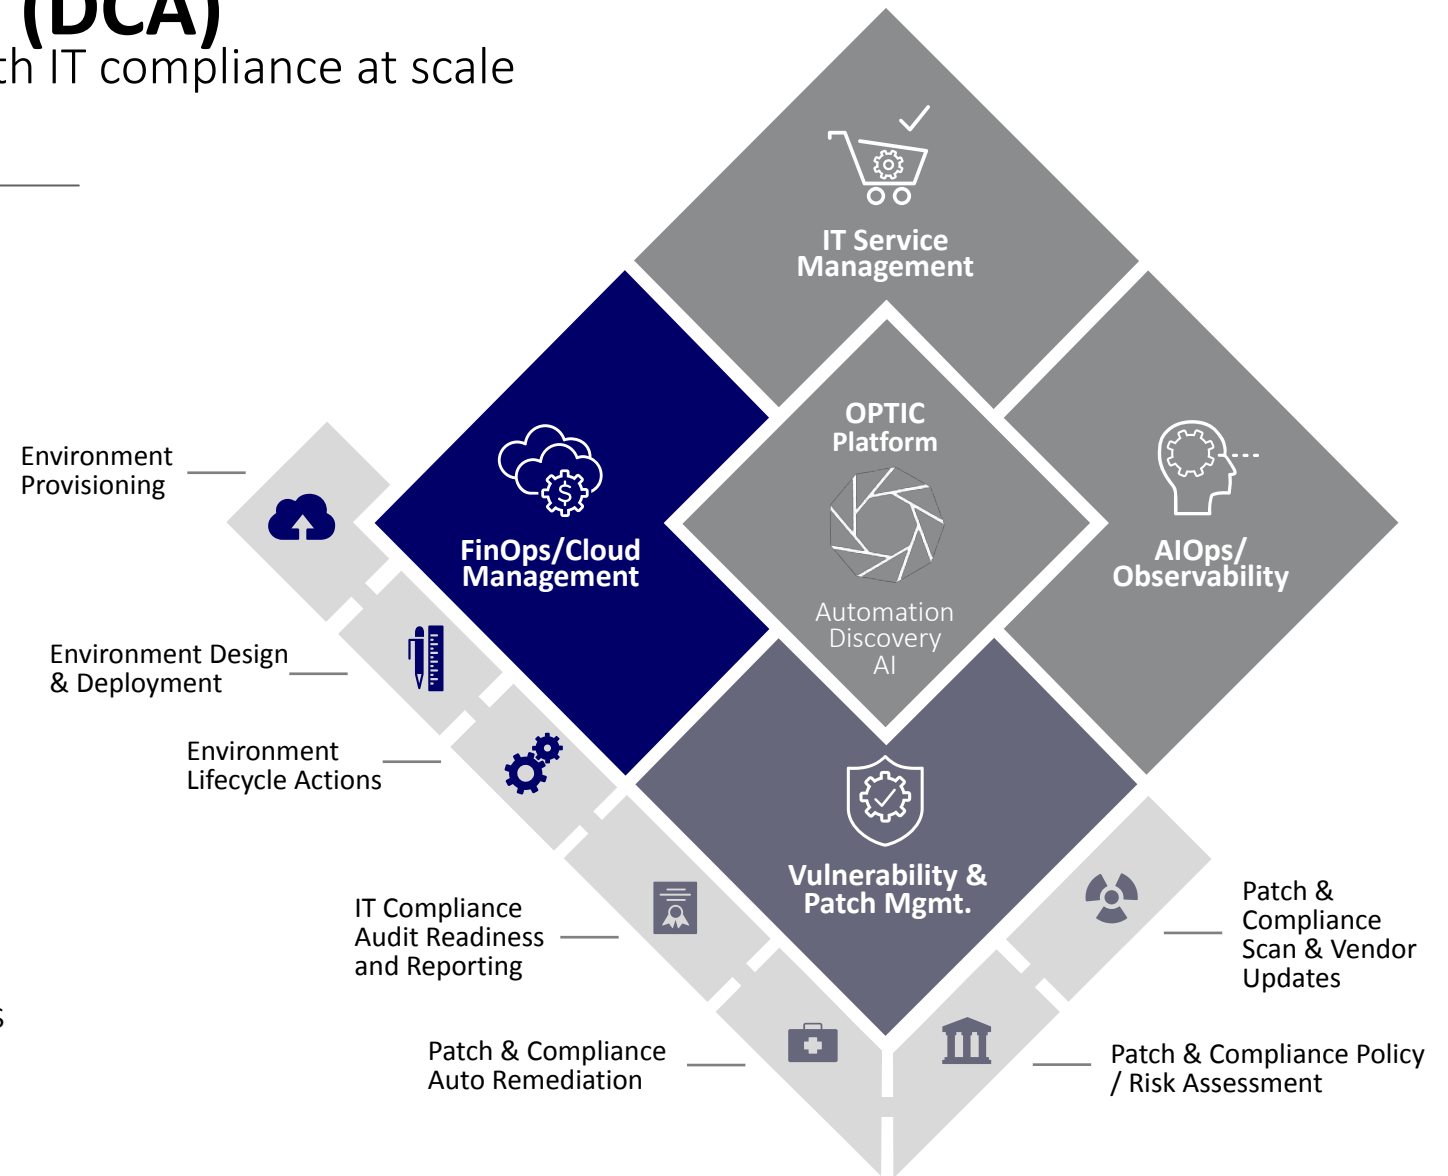 (DCA)
th IT compliance at scale
IT Service
Management
OPTIC
Platform
Automation
Discovery
AI
FinOps/Cloud
Management
AIOps/
Observability
Vulnerability &
Patch Mgmt.
Environment
Provisioning
Environment Design
& Deployment
Environment
Lifecycle Actions
IT Compliance
Audit Readiness
and Reporting
Patch & Compliance
Auto Remediation
Patch &
Compliance
Scan & Vendor
Updates
Patch & Compliance Policy
/ Risk Assessment
s
$